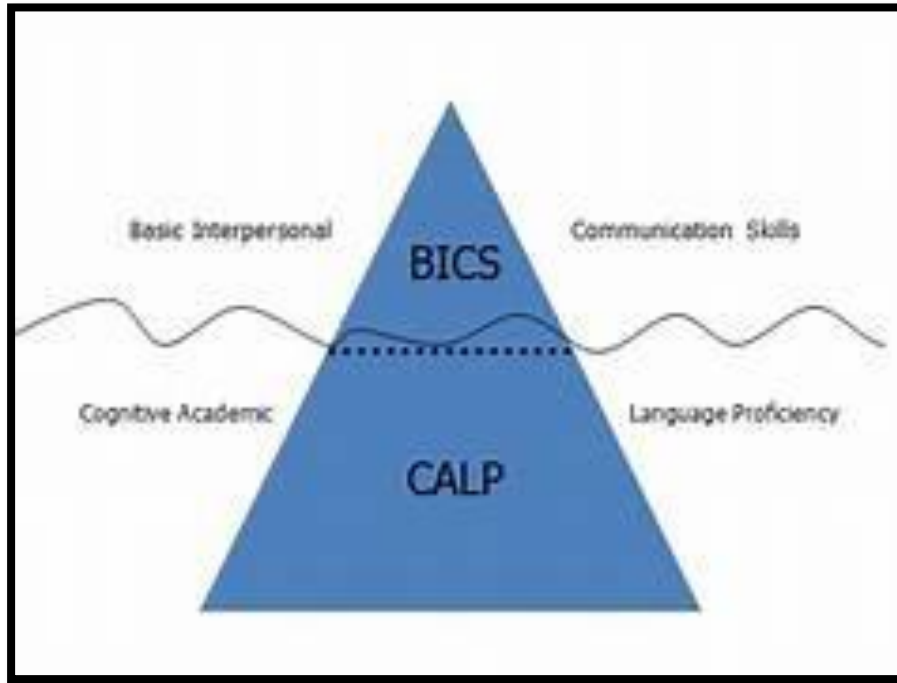 Basic Interpersonal
Communication Skills
BICS
Cognitive Academic
Language Proficiency
CALP